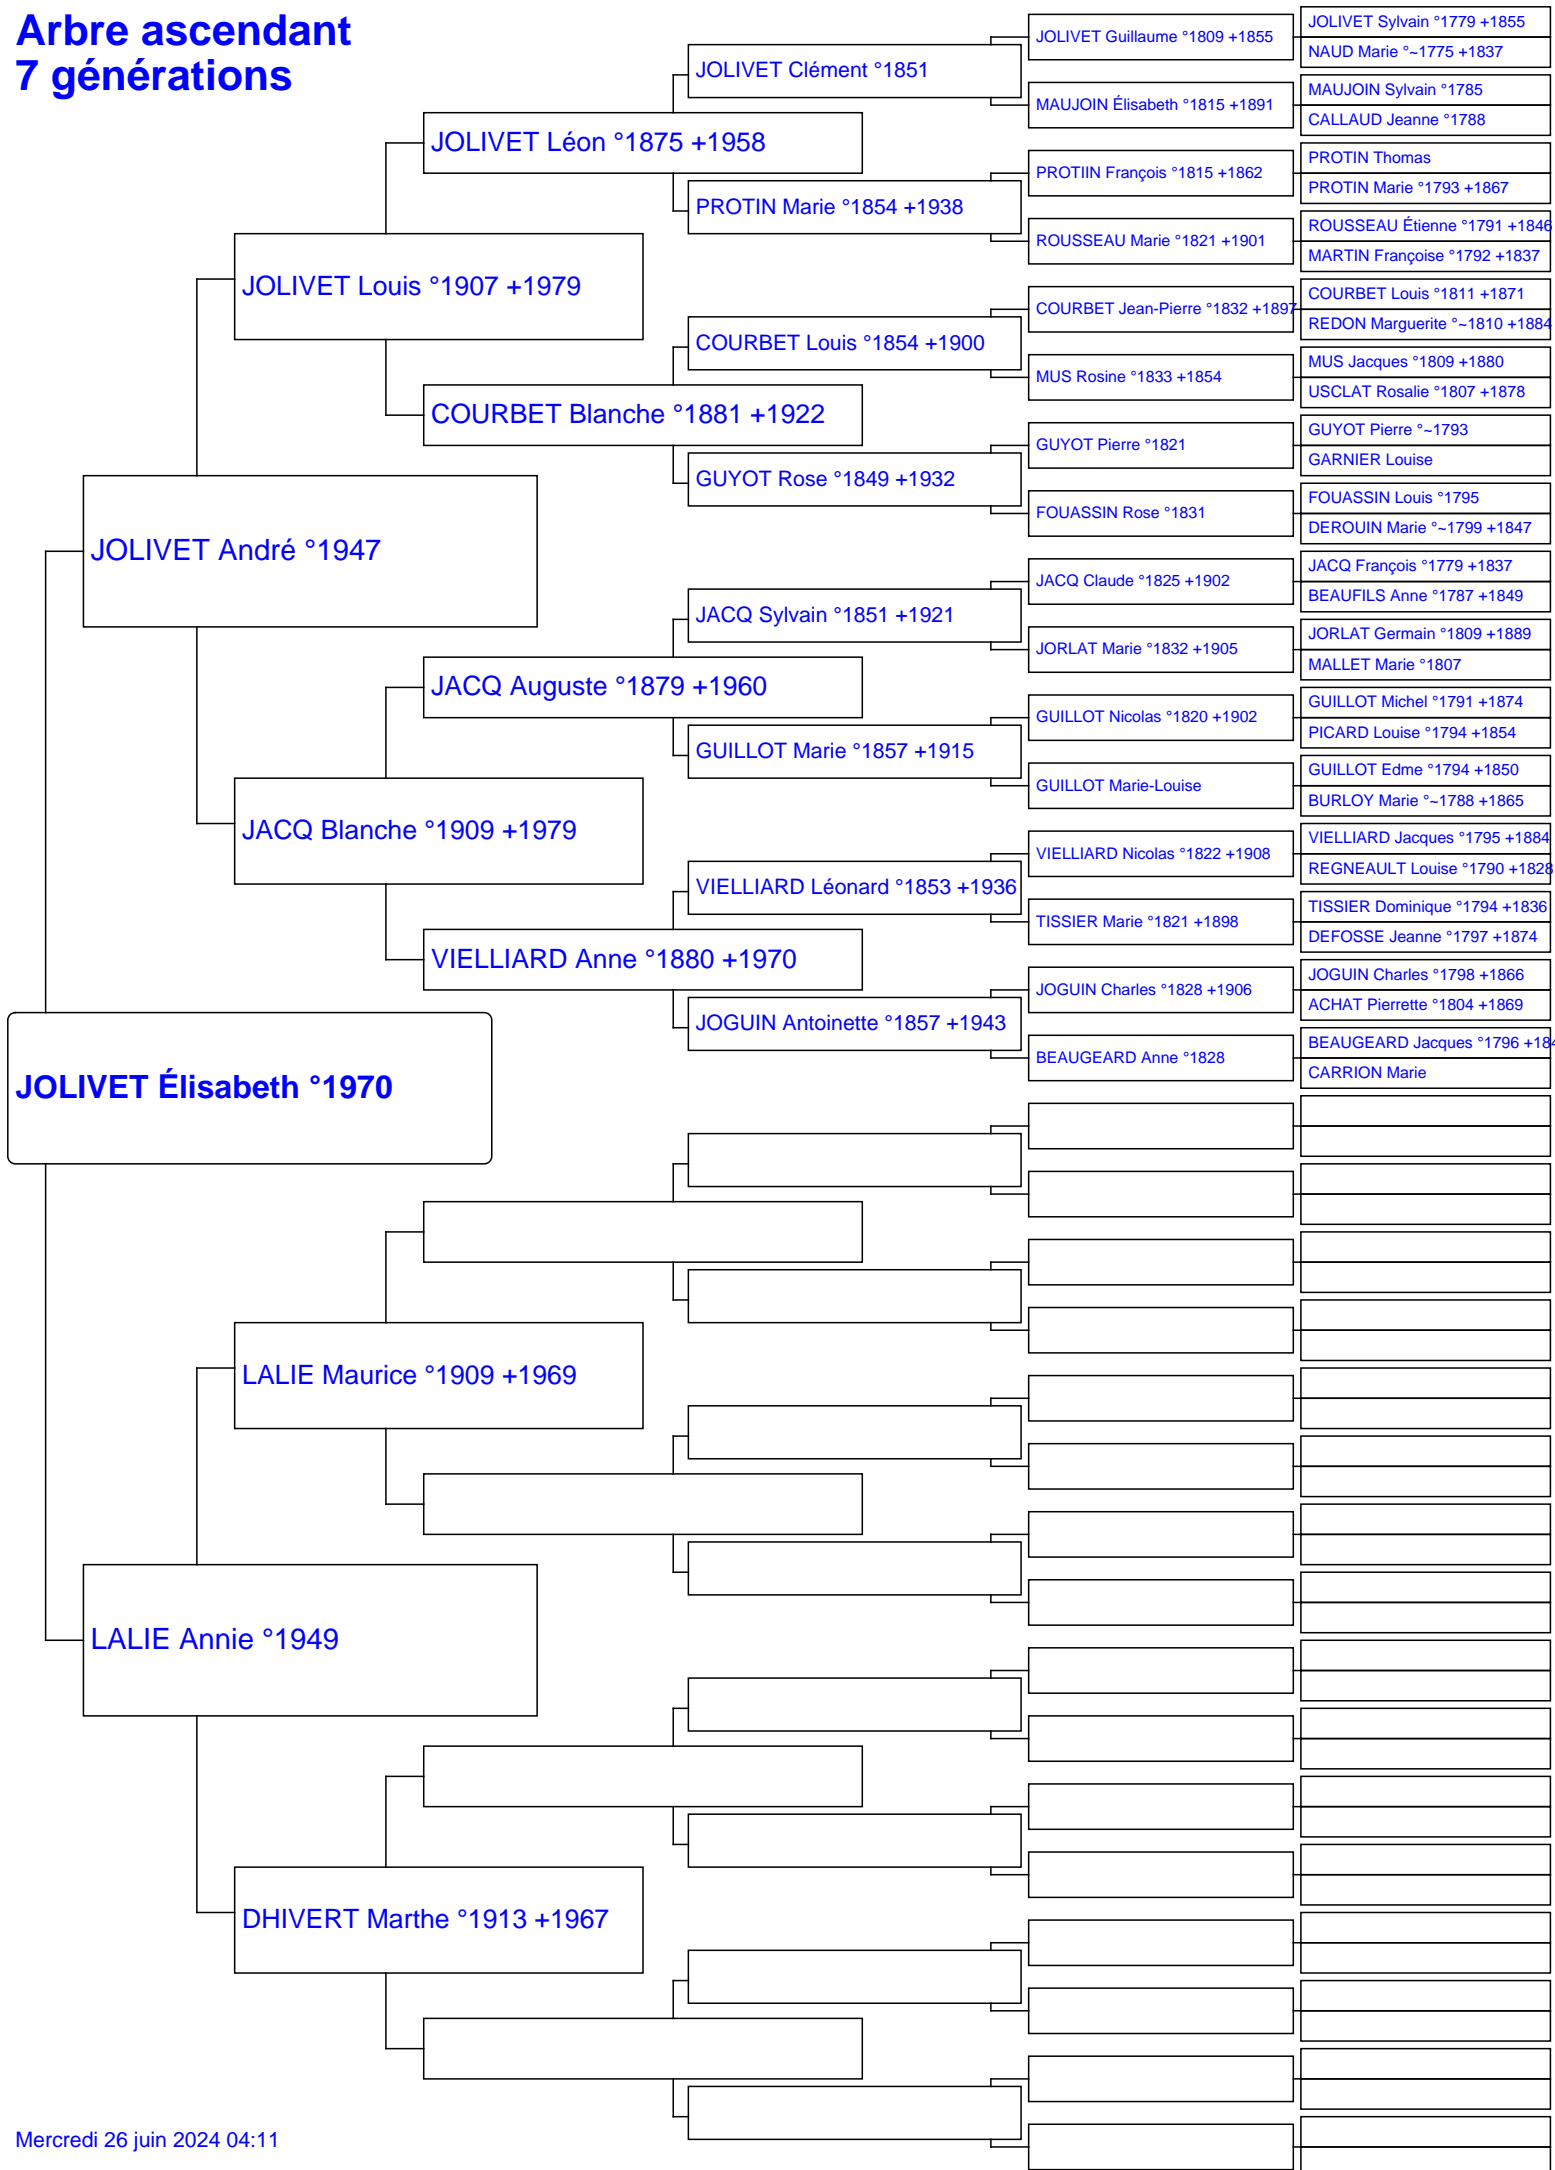 Arbre ascendant
7 générations
JOLIVET Élisabeth °1970
JOLIVET André °1947
LALIE Annie °1949
JOLIVET Louis °1907 +1979
JACQ Blanche °1909 +1979
LALIE Maurice °1909 +1969
DHIVERT Marthe °1913 +1967
JOLIVET Léon °1875 +1958
COURBET Blanche °1881 +1922
JACQ Auguste °1879 +1960
VIELLIARD Anne °1880 +1970
JOLIVET Clément °1851
PROTIN Marie °1854 +1938
COURBET Louis °1854 +1900
GUYOT Rose °1849 +1932
JACQ Sylvain °1851 +1921
GUILLOT Marie °1857 +1915
VIELLIARD Léonard °1853 +1936
JOGUIN Antoinette °1857 +1943
JOLIVET Guillaume °1809 +1855
MAUJOIN Élisabeth °1815 +1891
PROTIIN François °1815 +1862
ROUSSEAU Marie °1821 +1901
COURBET Jean-Pierre °1832 +1897
MUS Rosine °1833 +1854
GUYOT Pierre °1821
FOUASSIN Rose °1831
JACQ Claude °1825 +1902
JORLAT Marie °1832 +1905
GUILLOT Nicolas °1820 +1902
GUILLOT Marie-Louise
VIELLIARD Nicolas °1822 +1908
TISSIER Marie °1821 +1898
JOGUIN Charles °1828 +1906
BEAUGEARD Anne °1828
JOLIVET Sylvain °1779 +1855
NAUD Marie °~1775 +1837
MAUJOIN Sylvain °1785
CALLAUD Jeanne °1788
PROTIN Thomas
PROTIN Marie °1793 +1867
ROUSSEAU Étienne °1791 +1846
MARTIN Françoise °1792 +1837
COURBET Louis °1811 +1871
REDON Marguerite °~1810 +1884
MUS Jacques °1809 +1880
USCLAT Rosalie °1807 +1878
GUYOT Pierre °~1793
GARNIER Louise
FOUASSIN Louis °1795
DEROUIN Marie °~1799 +1847
JACQ François °1779 +1837
BEAUFILS Anne °1787 +1849
JORLAT Germain °1809 +1889
MALLET Marie °1807
GUILLOT Michel °1791 +1874
PICARD Louise °1794 +1854
GUILLOT Edme °1794 +1850
BURLOY Marie °~1788 +1865
VIELLIARD Jacques °1795 +1884
REGNEAULT Louise °1790 +1828
TISSIER Dominique °1794 +1836
DEFOSSE Jeanne °1797 +1874
JOGUIN Charles °1798 +1866
ACHAT Pierrette °1804 +1869
BEAUGEARD Jacques °1796
CARRION Marie
Mercredi 26 juin 2024 04:11